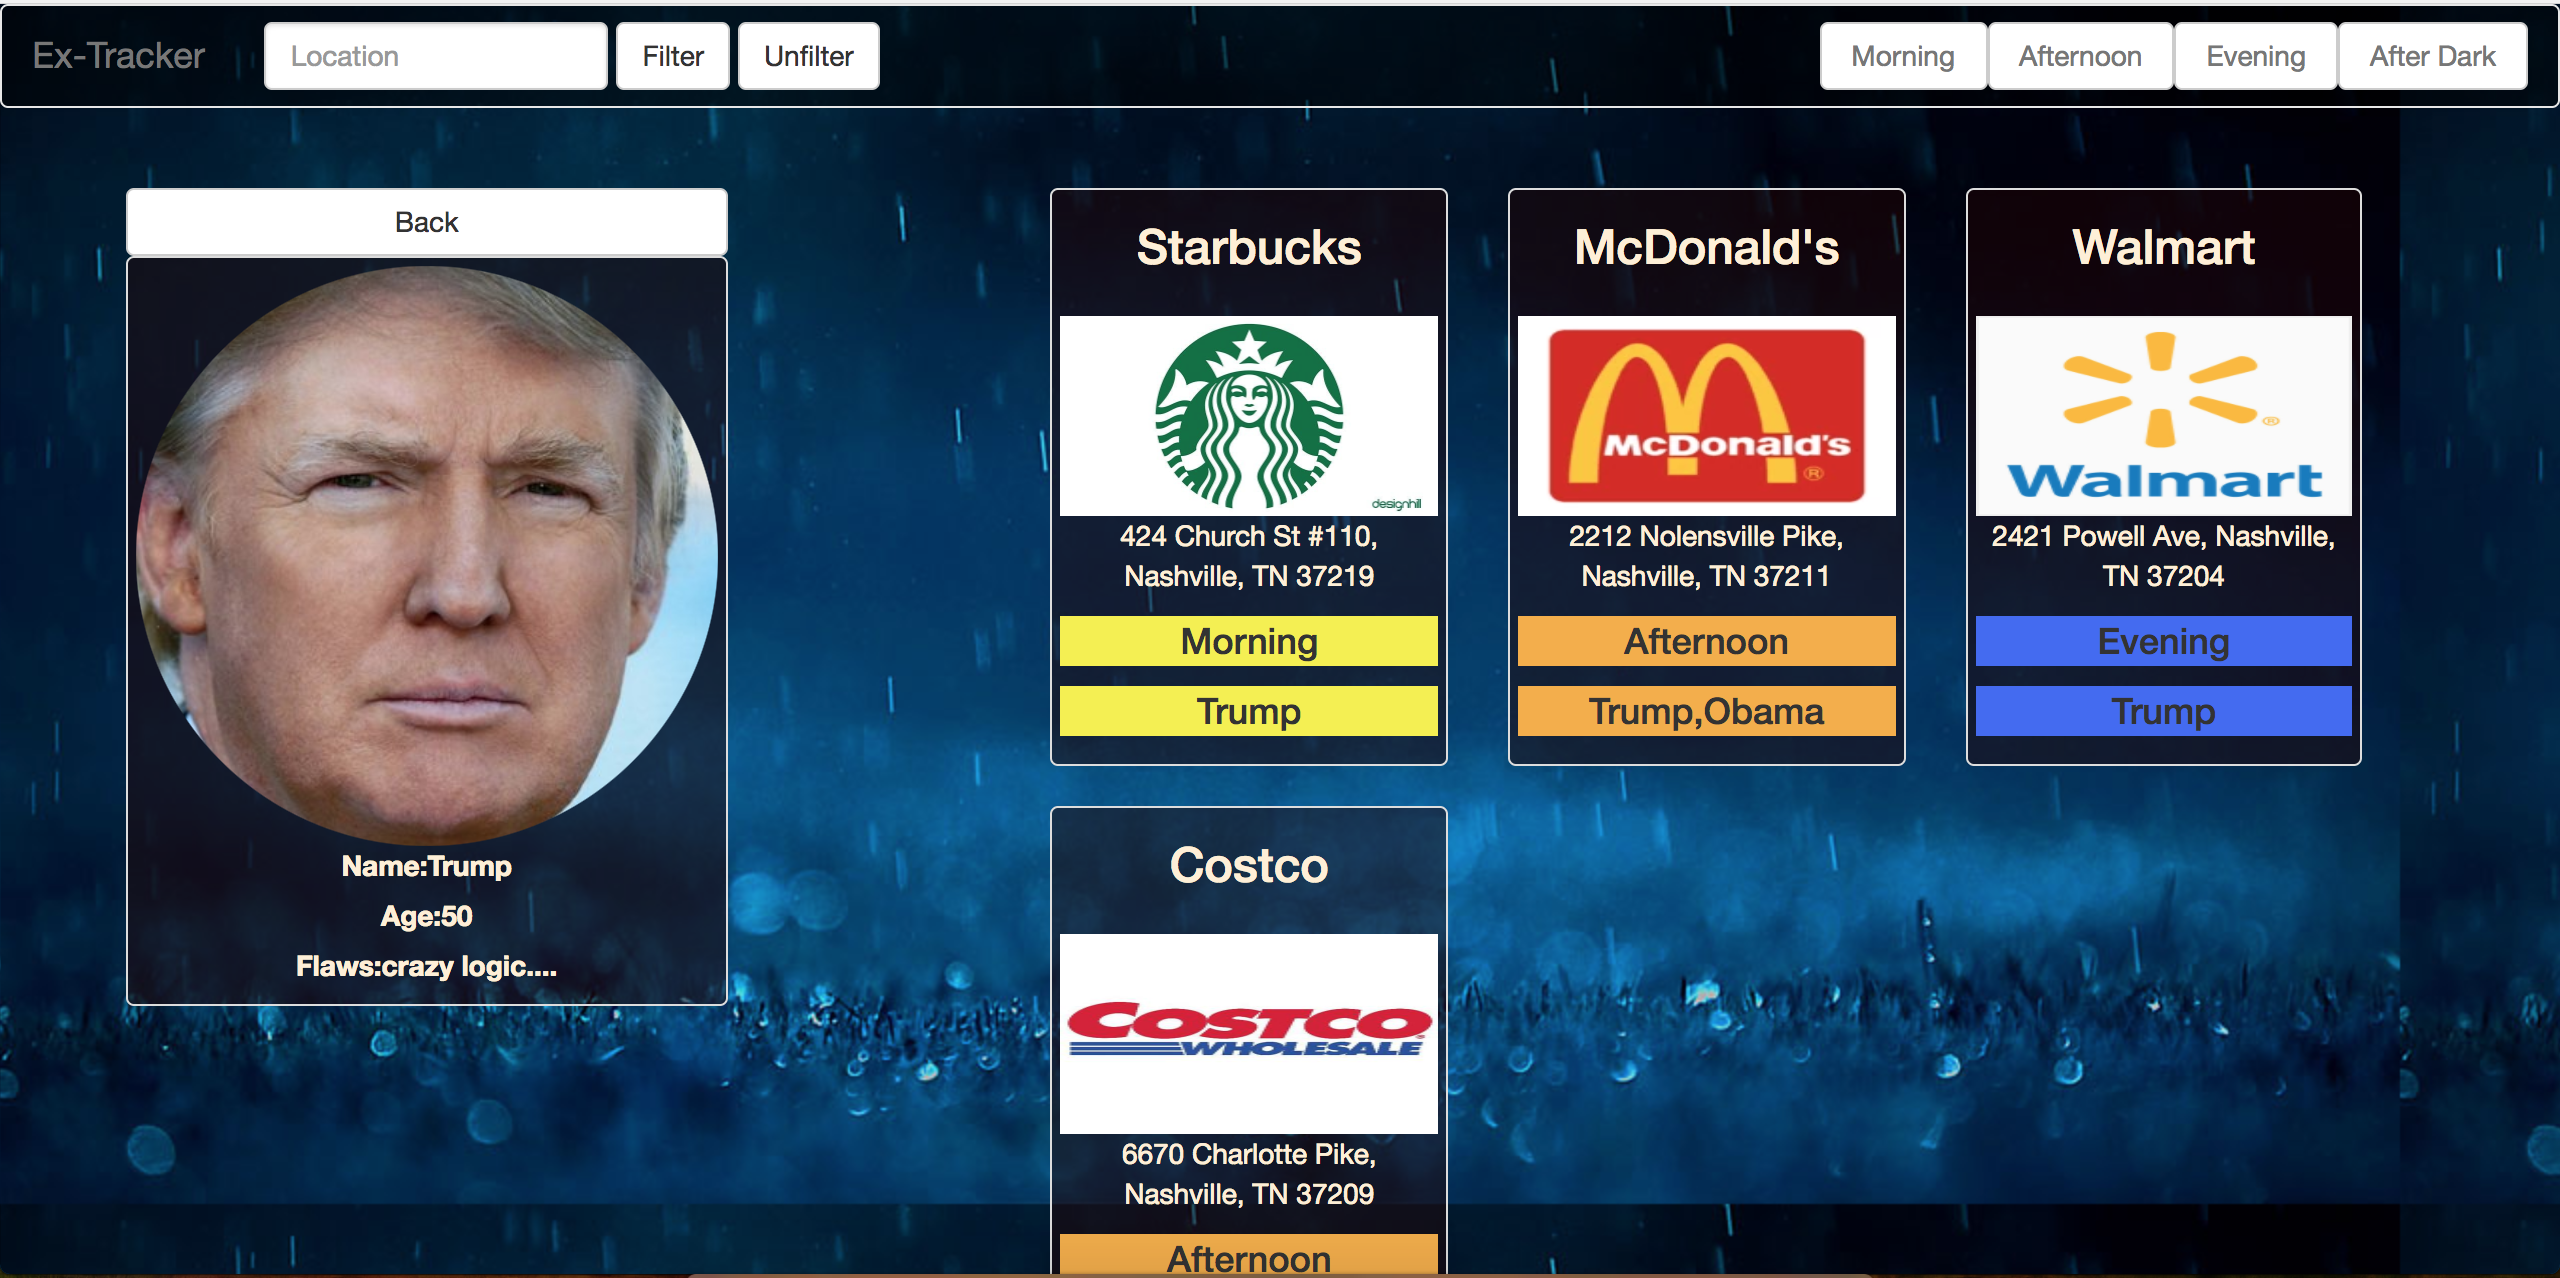 Ex-Tracker
Location
Filter
Unfilter
Morning
Afternoon
Evening
After Dark
Back
Name:Trump
Age:50
Flaws:crazy logic....
Starbucks
designhill
424 Church St #110,
Nashville, TN 37219
Morning
Trump
McDonald's
McDonald's
®
2212 Nolensville Pike,
Nashville, TN 37211
Afternoon
Trump,Obama
Walmart
®
Walmart
2421 Powell Ave, Nashville,
TN 37204
Evening
Trump
Costco
COSTCO
WHOLESALE
6670 Charlotte Pike,
Nashville, TN 37209
Afternoon